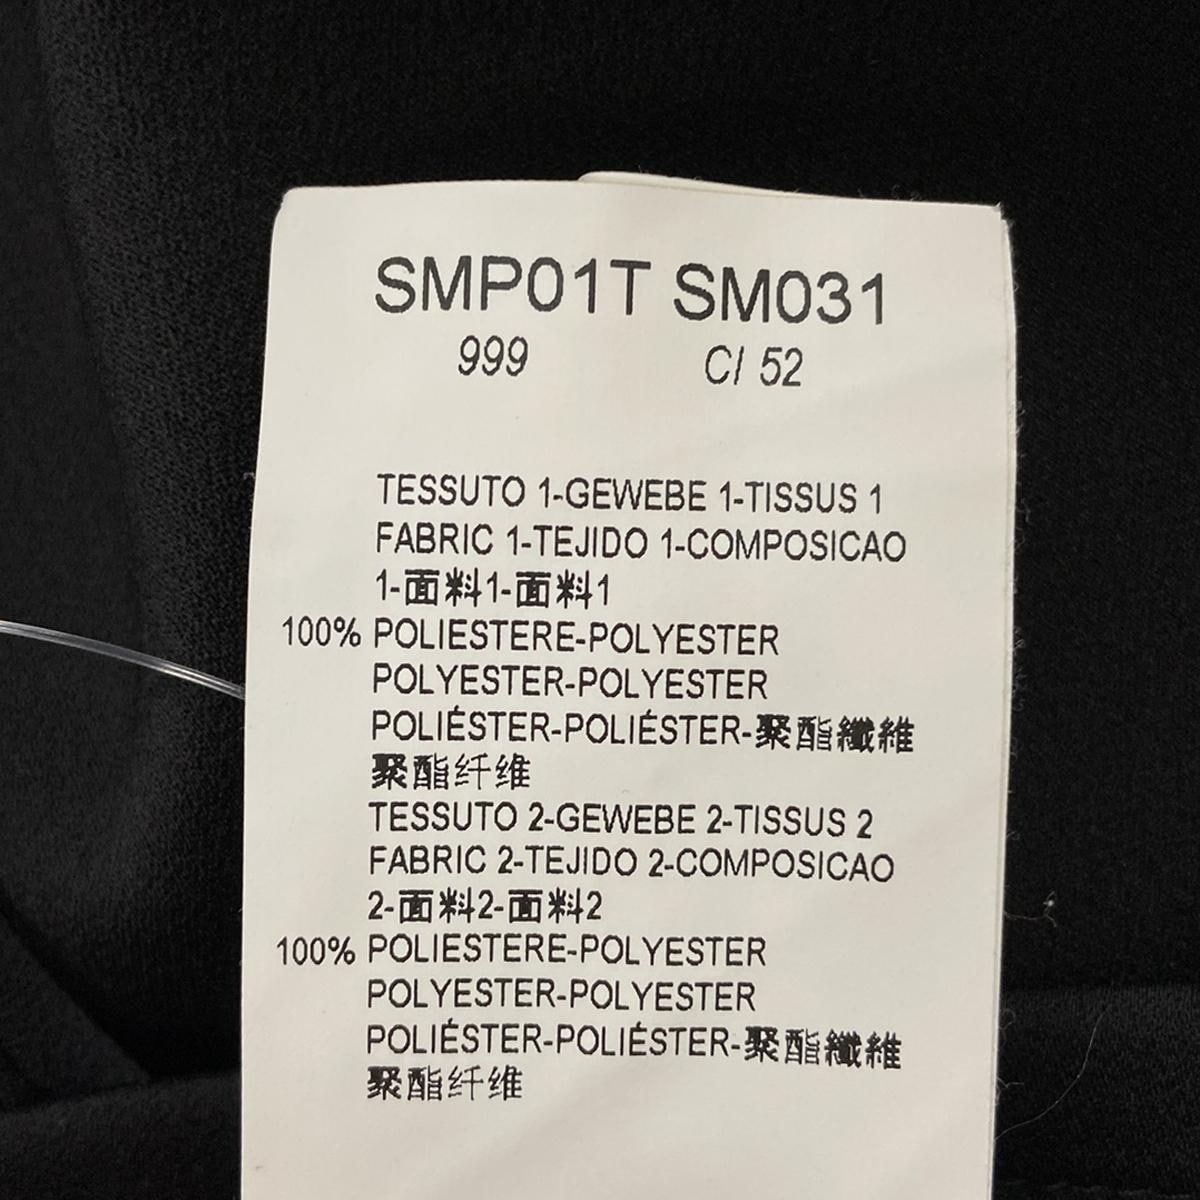 SMP01T SM031
999 C/ 52
TESSUTO 1-GEWEBE 1-TISSUS 1
FABRIC 1-TEJIDO 1-COMPOSICAO
1-面料1-面料1
100% POLIESTERE-POLYESTER
POLYESTER-POLYESTER
POLIÉSTER-POLIÉSTER-聚酯纖維
聚酯纤维
TESSUTO 2-GEWEBE 2-TISSUS 2
FABRIC 2-TEJIDO 2-COMPOSICAO
2-面料2-面料2
100% POLIESTERE-POLYESTER
POLYESTER-POLYESTER
POLIÉSTER-POLIÉSTER-聚酯纖維
聚酯纤维